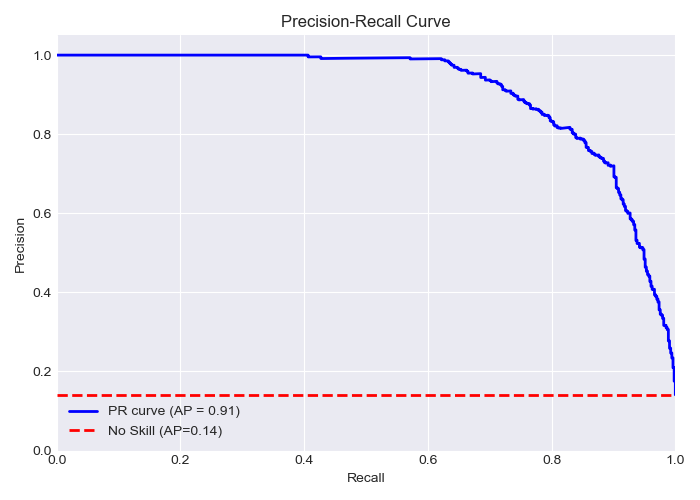 Precision-Recall Curve
1.0
0.8
0.6
0.4
0.2
0.0
Precision
PR curve (AP = 0.91)
No Skill (AP=0.14)
0.0 0.2 0.4 0.6 0.8 1.0
Recall